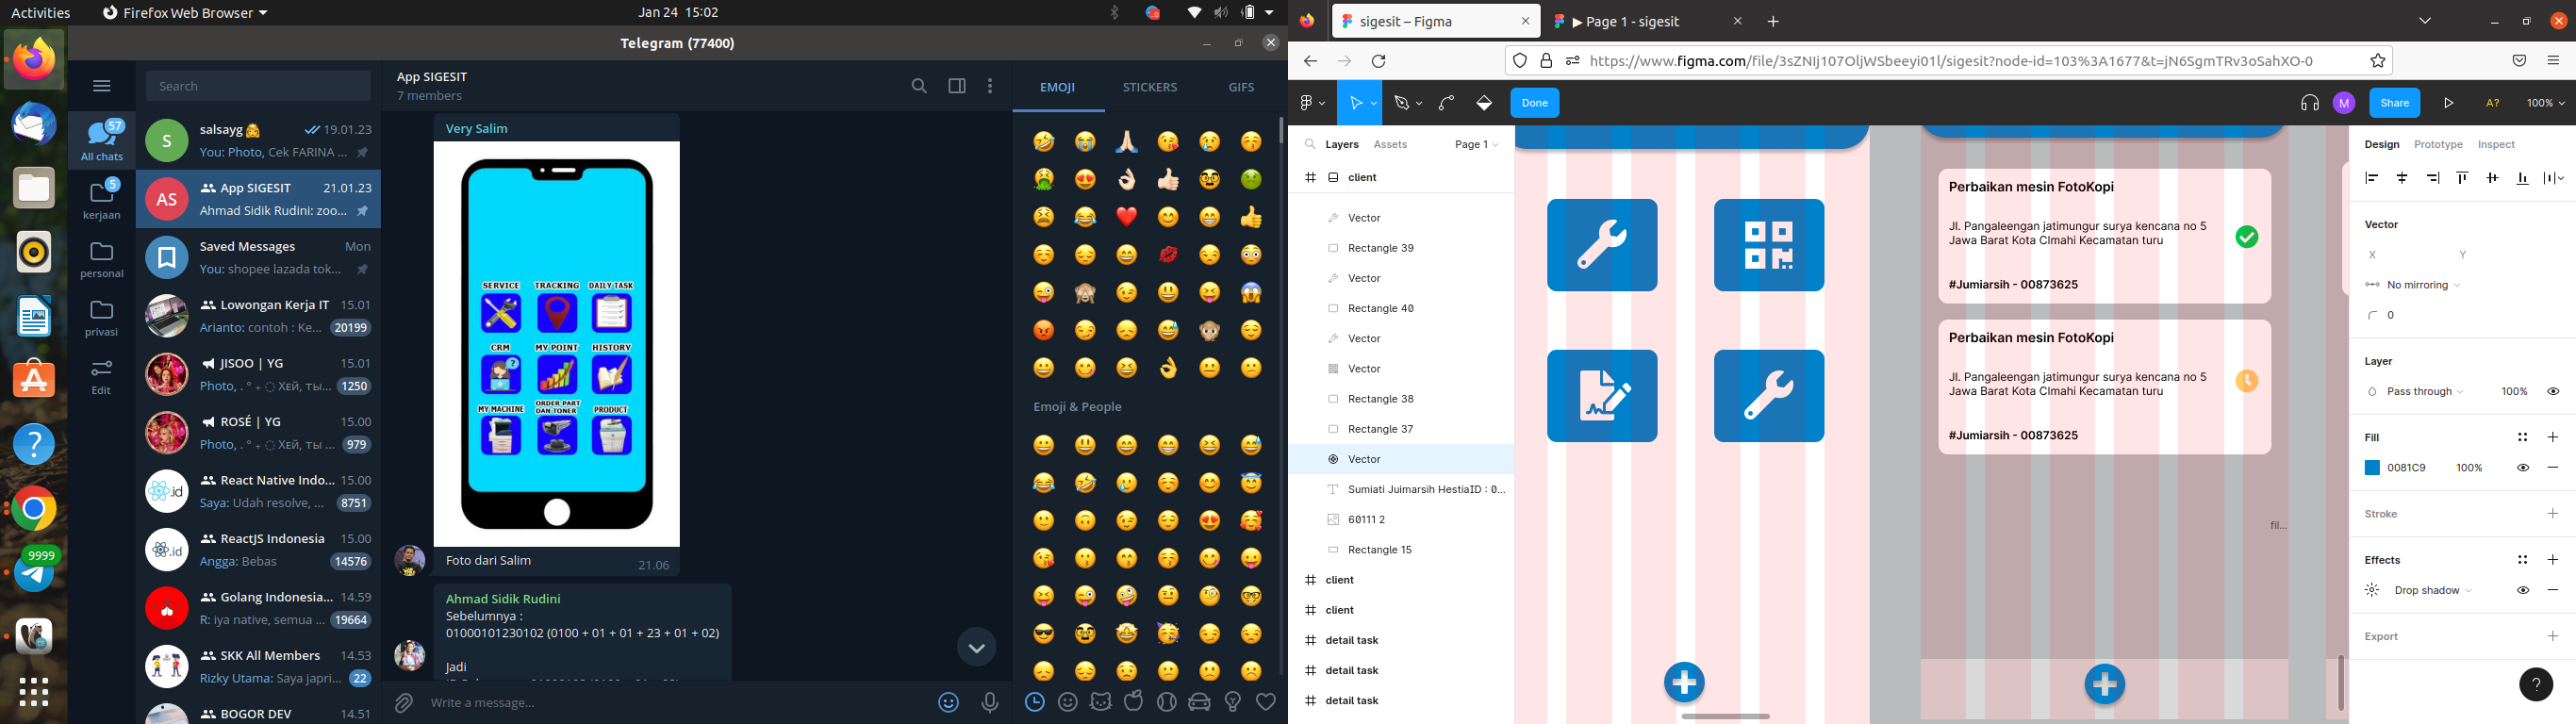 Activities
Firefox Web Browser
Jan 24 15:02
Telegram (77400)
Search
57
All chats
5
kerjaan
personal
privasi
Edit
9999
S
salsayg
19.01.23
You: Photo, Cek FARINA ...
AS
App SIGESIT
21.01.23
Ahmad Sidik Rudini: zoo...
Saved Messages
Mon
You: shopee lazada tok...
Lowongan Kerja IT
15.01
Arianto: contoh : Ke...
20199
JISOO | YG
15.01
1250
ROSÉ | YG
15.00
979
React Native Indo...
15.00
Saya: Udah resolve, ...
8751
ReactJS Indonesia
15.00
Angga: Bebas
14576
Golang Indonesia...
14.59
R: iya native, semua ...
19664
SKK All Members
14.53
Rizky Utama: Saya japri...
22
BOGOR DEV
14.51
App SIGESIT
7 members
Very Salim
SERVICE
TRACKING
DAILY TASK
CRM
MY POINT
HISTORY
MY MACHINE
ORDER PART
DAN TONER
PRODUCT
Foto dari Salim
21.06
Ahmad Sidik Rudini
Sebelumnya :
01000101230102 (0100 + 01 + 01 + 23 + 01 + 02)
Jadi
Write a message...
EMOJI
STICKERS
GIFS
Emoji & People
sigesit – Figma
▶ Page 1 - sigesit
https://www.figma.com/file/3sZNIj107OljWSbeeyi01l/sigesit?node-id=103%3A1677&t=jN6SgmTRv3oSahXO-0
Done
M
Share
A?
100%
Layers
Assets
Page 1
client
Vector
Rectangle 39
Vector
Rectangle 40
Vector
Vector
Rectangle 38
Rectangle 37
Vector
Sumiati Juimarsih HestiaID : 0...
60111 2
Rectangle 15
client
client
detail task
detail task
detail task
Perbaikan mesin FotoKopi
Jl. Pangaleengan jatimungur surya kencana no 5
Jawa Barat Kota CImahi Kecamatan turu
#Jumiarsih - 00873625
Perbaikan mesin FotoKopi
Jl. Pangaleengan jatimungur surya kencana no 5
Jawa Barat Kota CImahi Kecamatan turu
#Jumiarsih - 00873625
fil...
Design
Prototype
Inspect
Vector
X
Y
No mirroring
0
Layer
Pass through
100%
Fill
0081C9
100%
Stroke
Effects
Drop shadow
Export
?